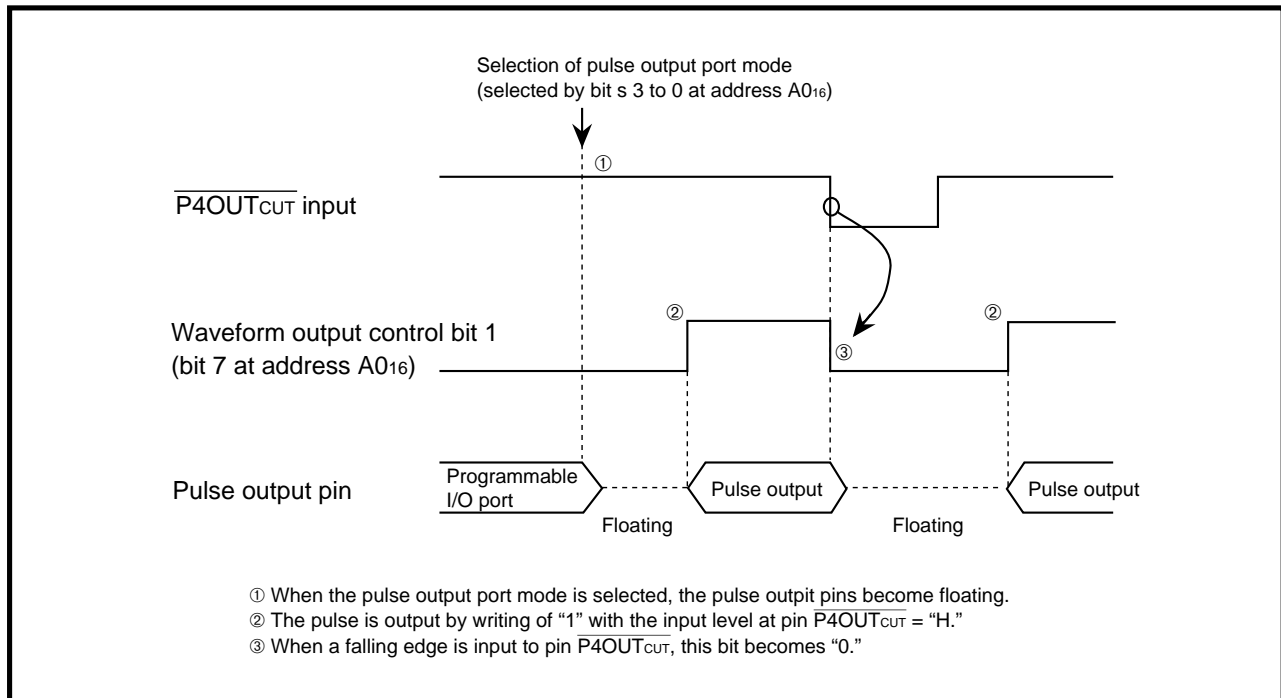 Selection of pulse output port mode
(selected by bit s 3 to 0 at address A016)
①
P4OUTCUT input
②
②
Waveform output control bit 1
(bit 7 at address A016)
③
Programmable
I/O port
Pulse output pin
Pulse output
Pulse output
Floating
Floating
① When the pulse output port mode is selected, the pulse outpit pins become floating.
② The pulse is output by writing of “1” with the input level at pin P4OUTCUT = “H.”
③ When a falling edge is input to pin P4OUTCUT, this bit becomes “0.”